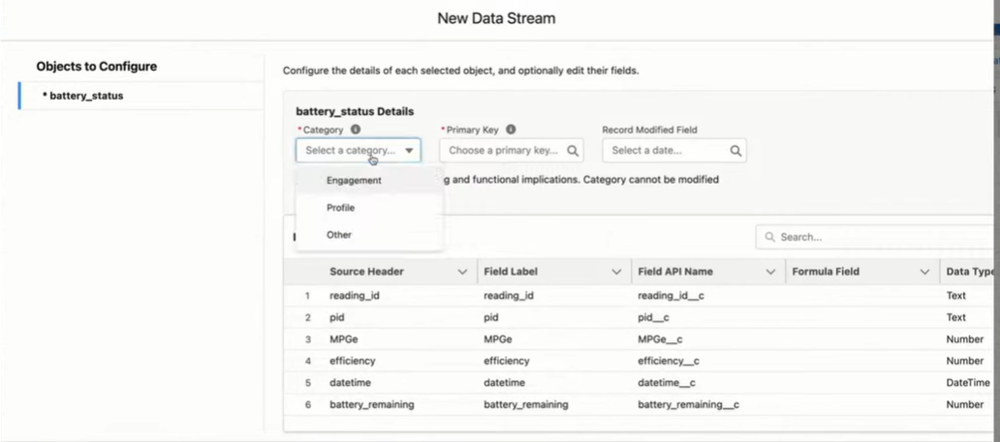 New Data Stream
Objects to Configure
* battery_status
Configure the details of each selected object, and optionally edit their fields.
battery_status Details
* Category
* Primary Key
Record Modified Field
Select a category...
Choose a primary key...
Select a date...
Engagement
g and functional implications. Category cannot be modified
Profile
Other
Search...
Source Header Field Label Field API Name Formula Field Data Type
1 reading_id reading_id reading_id__c Text
2 pid pid pid__c Text
3 MPGe MPGe MPGe__c Number
4 efficiency efficiency efficiency__c Number
5 datetime datetime datetime__c DateTime
6 battery_remaining battery_remaining battery_remaining__c Number